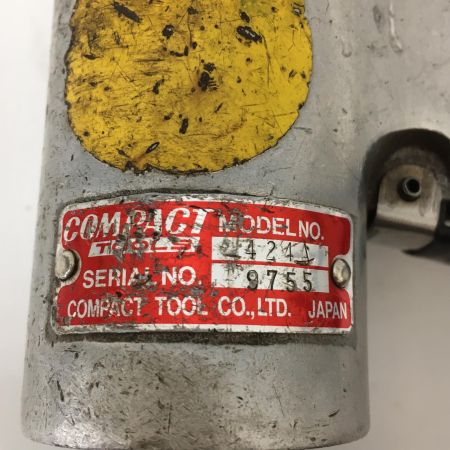 COMPACT MODEL NO.
TOOLS
SERIAL NO. 9755
COMPACT TOOL CO., LTD. JAPAN